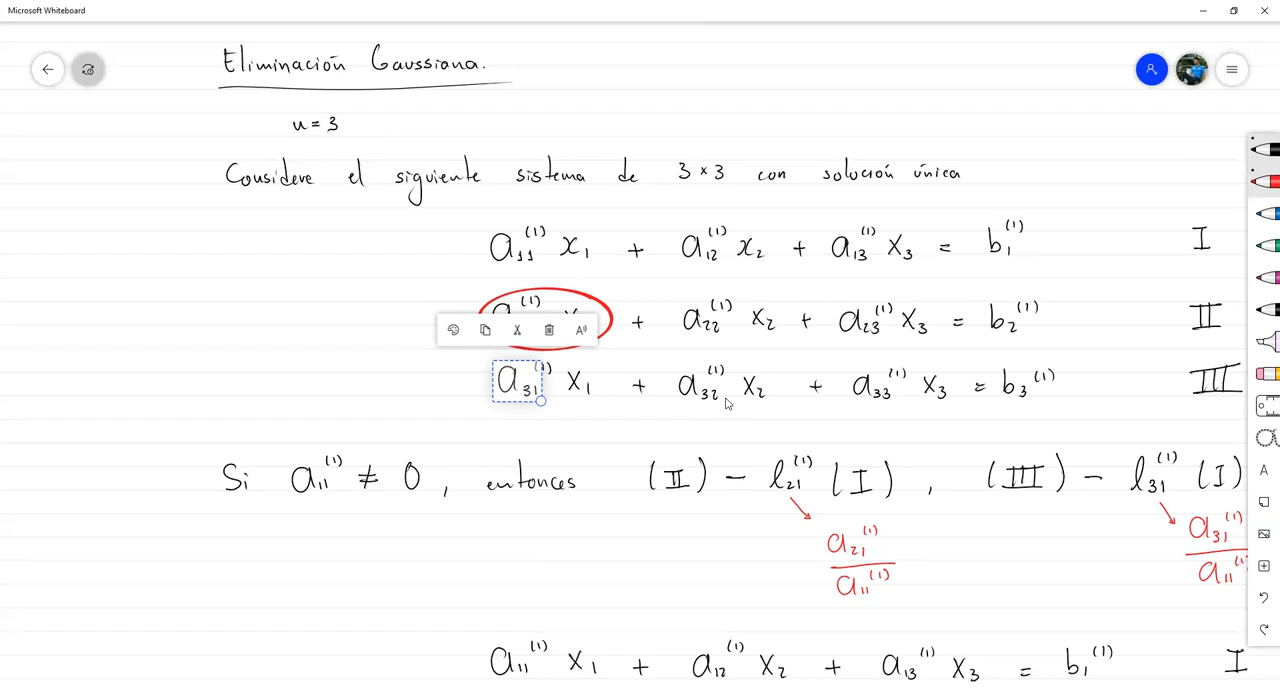 Microsoft Whiteboard
Eliminación Gaussiana.
n = 3
Considere el siguiente sistema de 3 × 3 con solución única
a₁₁⁽¹⁾ x₁ + a₁₂⁽¹⁾ x₂ + a₁₃⁽¹⁾ x₃ = b₁⁽¹⁾ I
a⁽¹⁾ x + a₂₂⁽¹⁾ x₂ + a₂₃⁽¹⁾ x₃ = b₂⁽¹⁾ II
a₃₁⁽¹⁾ x₁ + a₃₂⁽¹⁾ x₂ + a₃₃⁽¹⁾ x₃ = b₃⁽¹⁾ III
Si a₁₁⁽¹⁾ ≠ 0, entonces (II) − l₂₁⁽¹⁾ (I), (III) − l₃₁⁽¹⁾ (I)
a₂₁⁽¹⁾ a₃₁⁽¹⁾
a₁₁⁽¹⁾ a₁₁⁽¹
a₁₁⁽¹⁾ x₁ + a₁₂⁽¹⁾ x₂ + a₁₃⁽¹⁾ x₃ = b₁⁽¹⁾ I